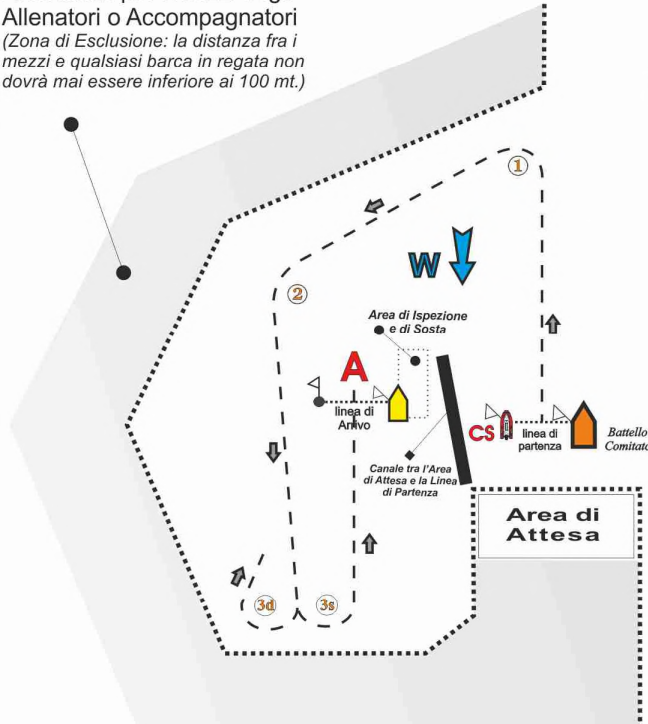 Allenatori o Accompagnatori
(Zona di Esclusione: la distanza fra i
mezzi e qualsiasi barca in regata non
dovrà mai essere inferiore ai 100 mt.)
1
2
W
Area di Ispezione
e di Sosta
A
linea di
Arrivo
CS
linea di
partenza
Battello
Comitato
Canale tra l'Area
di Attesa e la Linea
di Partenza
Area di
Attesa
3d
3s